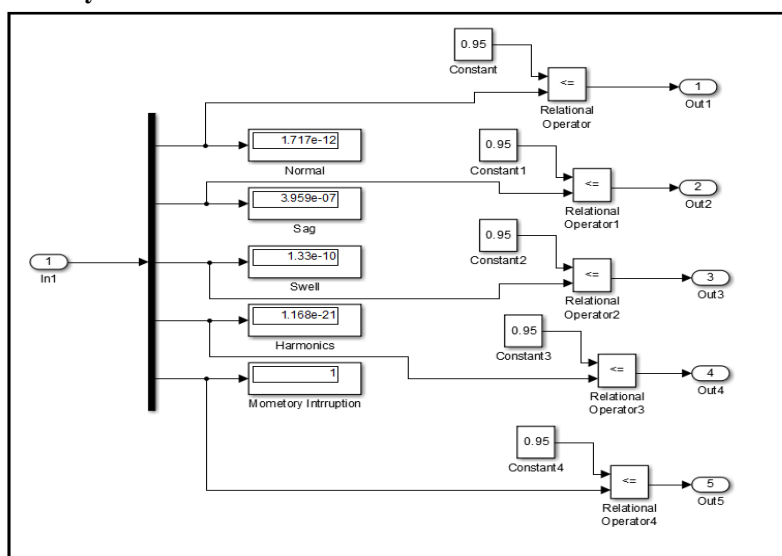 0.95
Constant
<=
Relational
Operator
1
Out1
1.717e-12
Normal
0.95
Constant1
<=
Relational
Operator1
2
Out2
3.959e-07
Sag
0.95
Constant2
<=
Relational
Operator2
3
Out3
1
In1
1.33e-10
Swell
1.168e-21
Harmonics
0.95
Constant3
<=
Relational
Operator3
4
Out4
1
Mometory Intrruption
0.95
Constant4
<=
Relational
Operator4
5
Out5